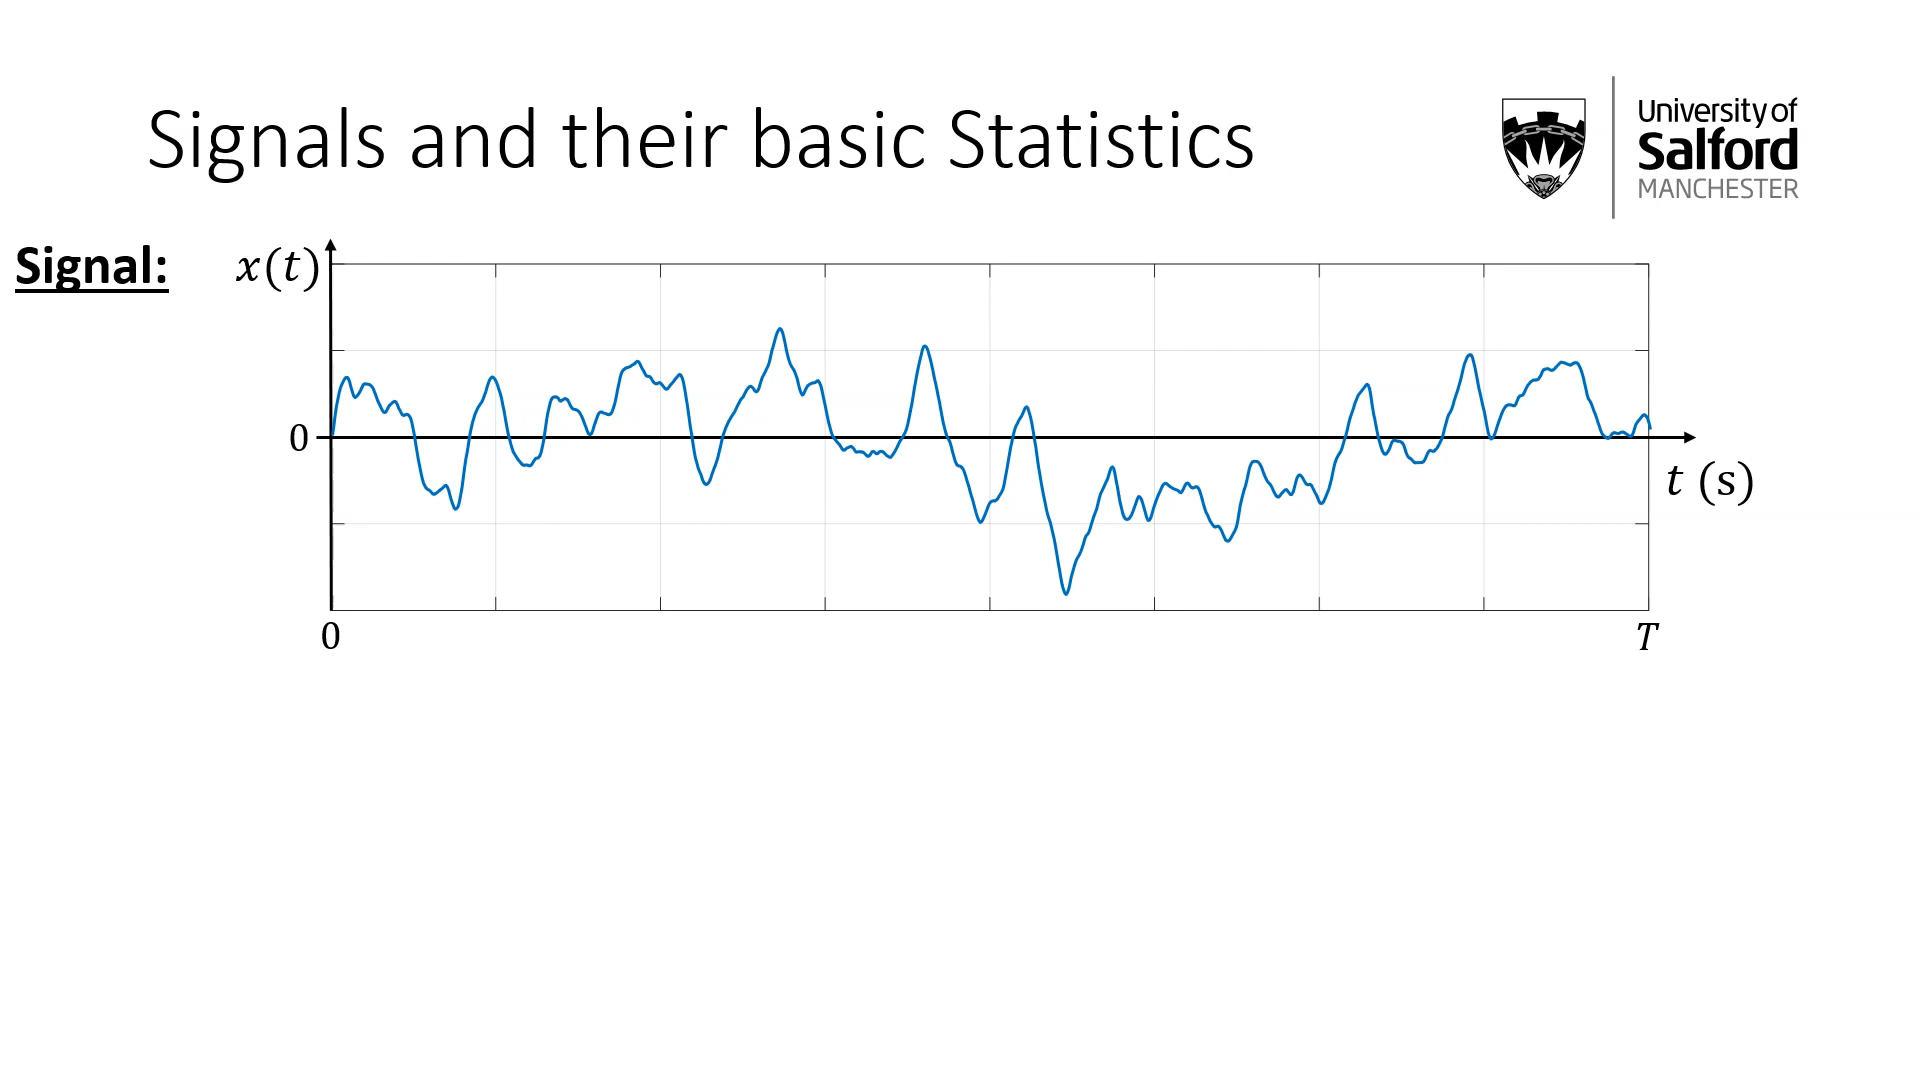 Signals and their basic Statistics
University of
Salford
MANCHESTER
Signal:
x(t)
0
t (s)
0
T